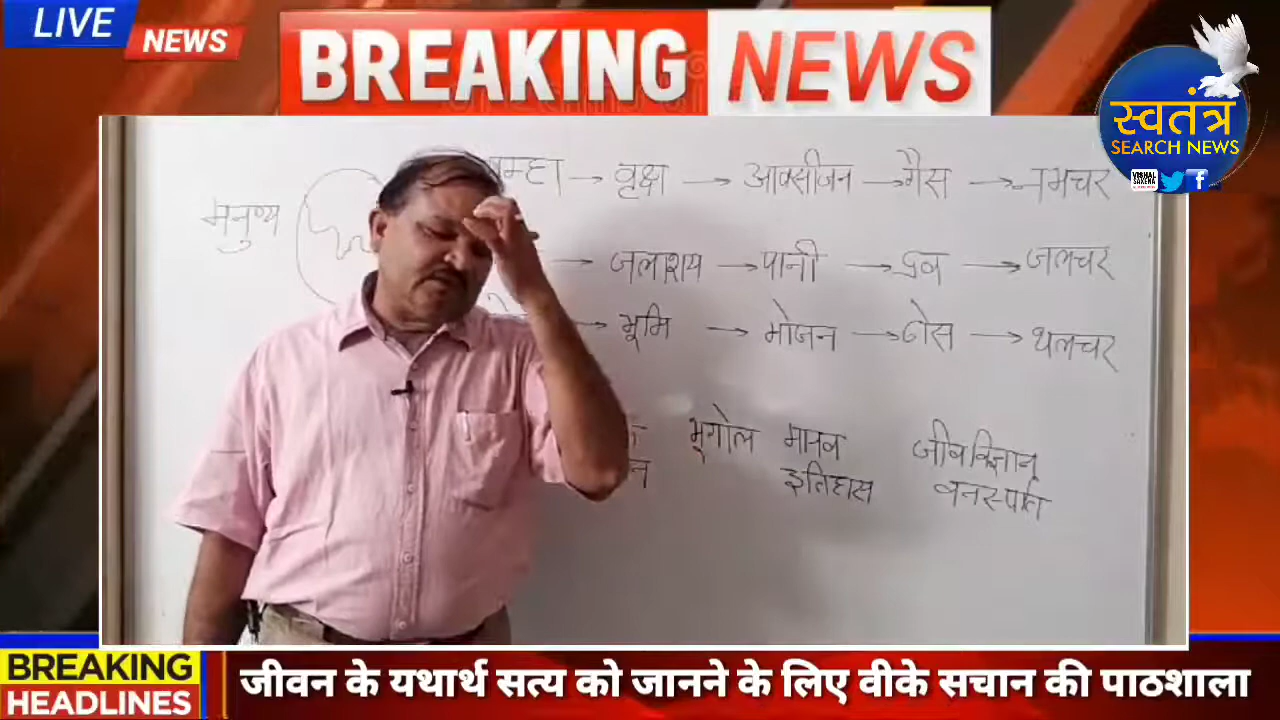 LIVE
NEWS
BREAKING NEWS
स्वतंत्र
SEARCH NEWS
म्हा → वृक्ष → आक्सीजन → गैस → नभचर
मनुष्य
→ जलाशय → पानी → द्रव → जलचर
→ भूमि → भोजन → ठोस → थलचर
भूगोल मानव जीवविज्ञान
इतिहास वनस्पति
BREAKING
HEADLINES
जीवन के यथार्थ सत्य को जानने के लिए वीके सचान की पाठशाला